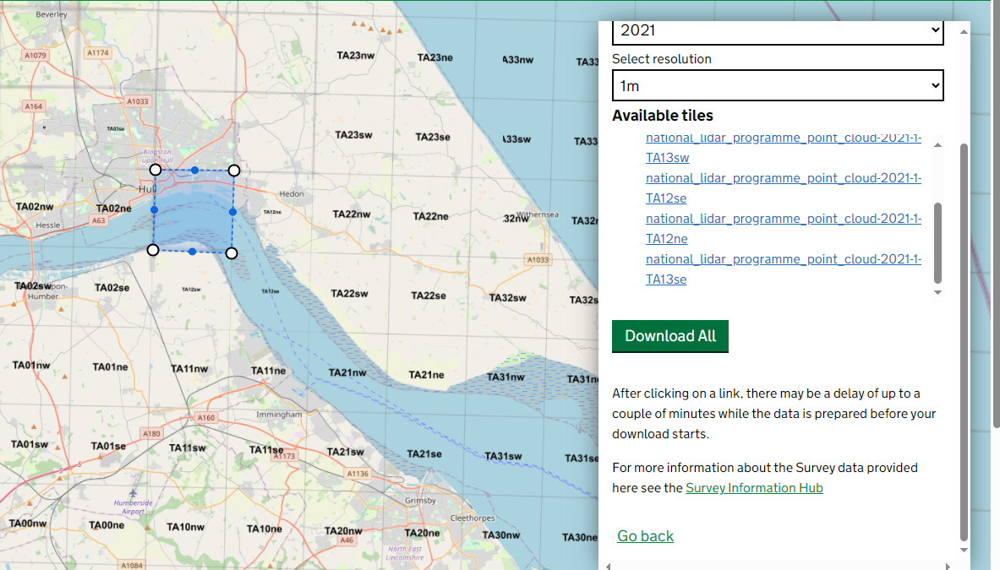 Beverley
A1079
A1174
TA23nw
TA23ne
A33nw
TA33
A164
A1033
TA03se
TA23sw
TA23se
A33sw
TA33
Kingston
upon Hull
Hull
Hedon
TA02nw
TA02ne
TA12ne
TA22nw
TA22ne
32nw
Withernsea
TA32n
Hessle
A63
A1033
TA02sw
upon-
Humber
TA02se
TA12sw
TA12se
TA22sw
TA22se
TA32sw
TA32s
TA01nw
TA01ne
TA11nw
TA11ne
TA21nw
TA21ne
TA31nw
TA31n
A160
Immingham
A180
TA01sw
TA01se
TA11sw
TA11se
A1173
TA21sw
TA21se
TA31sw
TA31se
A1136
Humberside
Airport
Grimsby
Cleethorpes
TA00nw
TA00ne
TA10nw
TA10ne
TA20nw
A46
TA20ne
TA30nw
TA30ne
North East
Lincolnshire
A1084
2021
Select resolution
1m
Available tiles
national_lidar_programme_point_cloud-2021-1-
TA13sw
national_lidar_programme_point_cloud-2021-1-
TA12se
national_lidar_programme_point_cloud-2021-1-
TA12ne
national_lidar_programme_point_cloud-2021-1-
TA13se
Download All
After clicking on a link, there may be a delay of up to a
couple of minutes while the data is prepared before your
download starts.
For more information about the Survey data provided
here see the Survey Information Hub
Go back